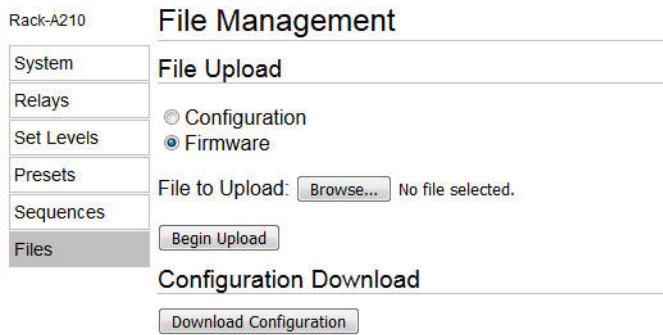 Rack-A210
System
Relays
Set Levels
Presets
Sequences
Files
File Management
File Upload
Configuration
Firmware
File to Upload: Browse... No file selected.
Begin Upload
Configuration Download
Download Configuration